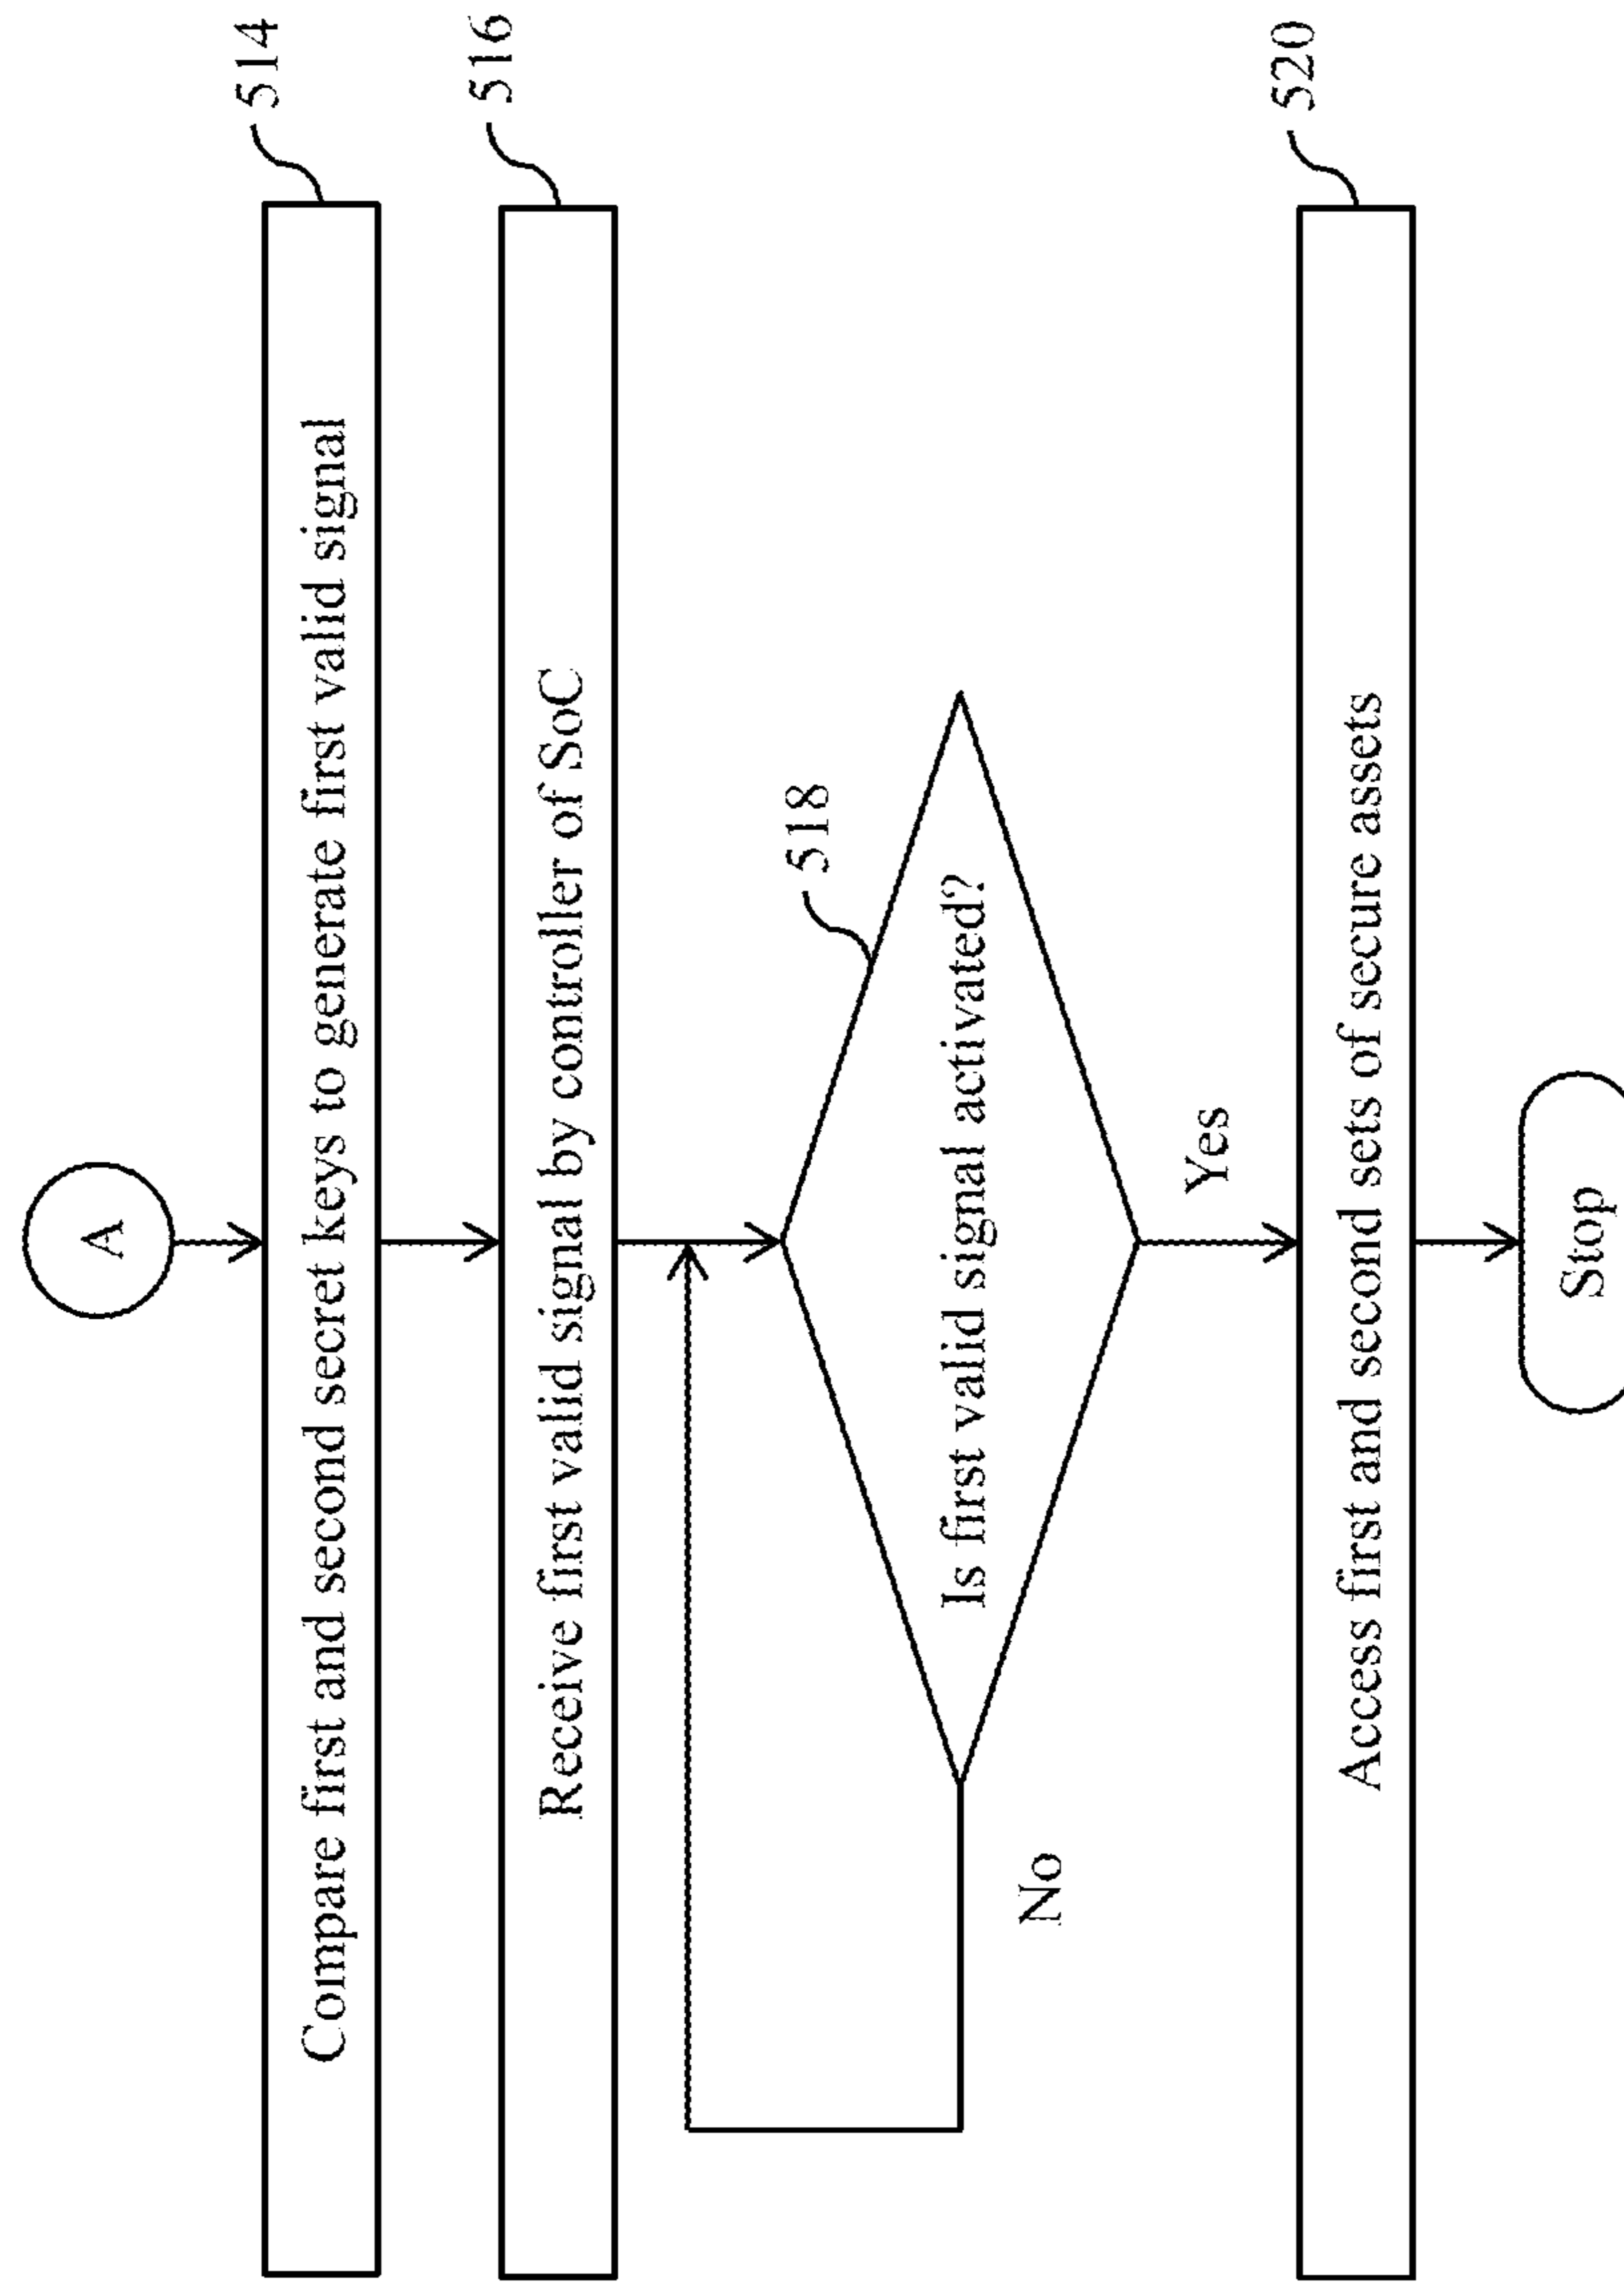 A
514
Compare first and second secret keys to generate first valid signal
516
Receive first valid signal by controller of SoC
518
Is first valid signal activated?
No
Yes
520
Access first and second sets of secure assets
Stop